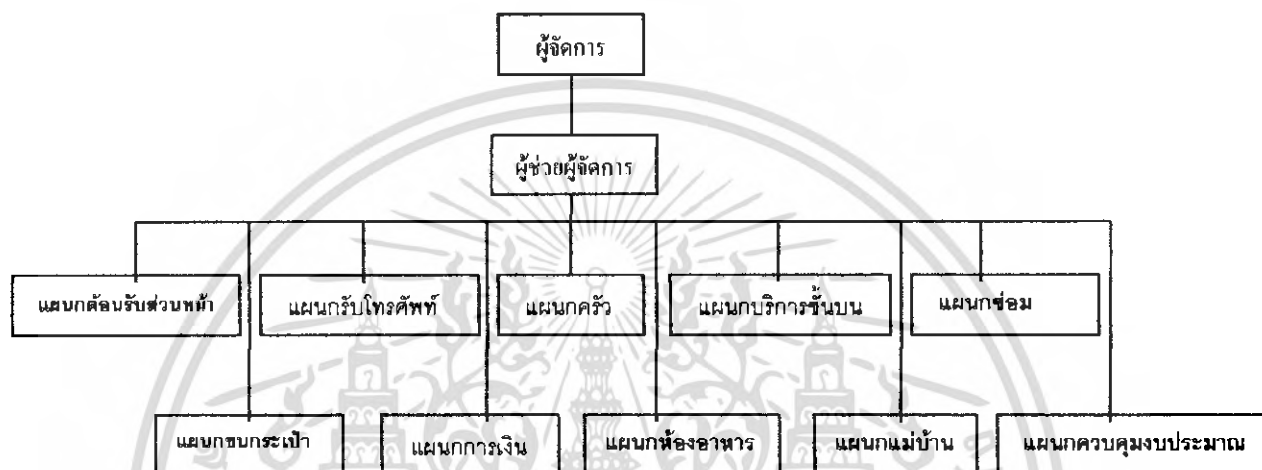 ผู้จัดการ
ผู้ช่วยผู้จัดการ
แผนกต้อนรับส่วนหน้า
แผนกรับโทรศัพท์
แผนกครัว
แผนกบริการชั้นบน
แผนกซ่อม
แผนกขนกระเป๋า
แผนกการเงิน
แผนกห้องอาหาร
แผนกแม่บ้าน
แผนกควบคุมงบประมาณ